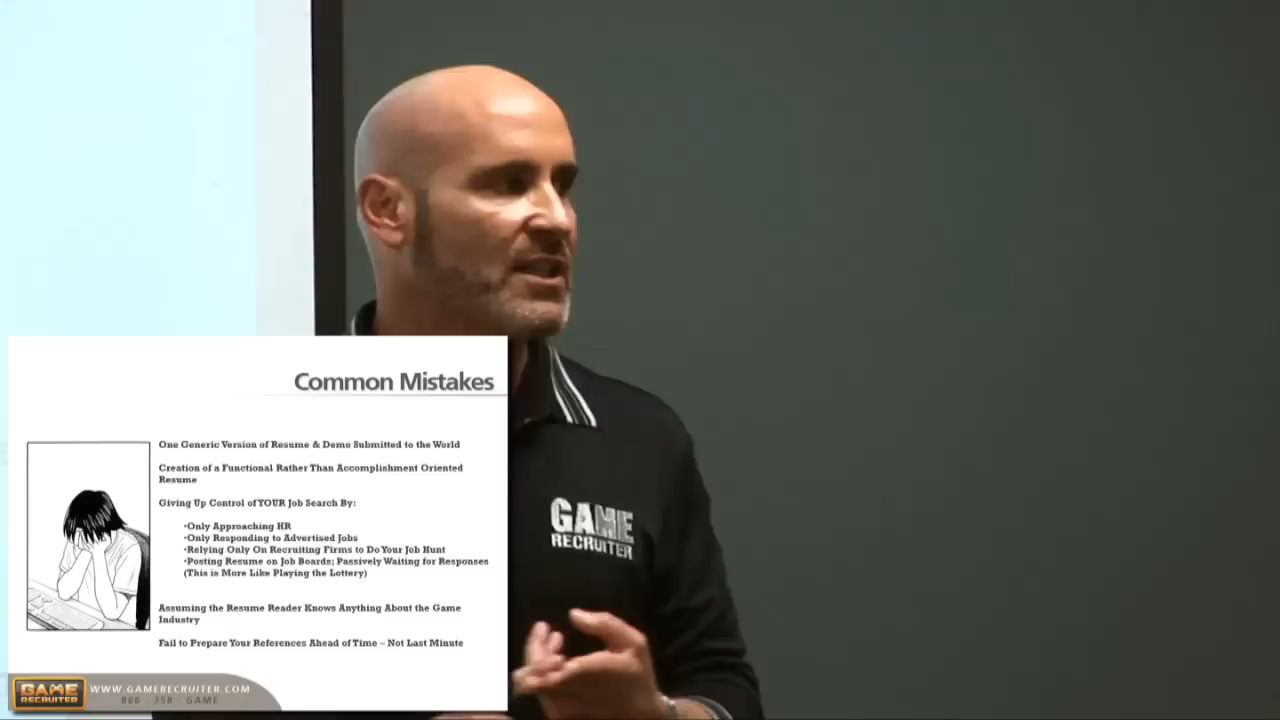 Common Mistakes
One Generic Version of Resume & Demo Submitted to the World
Creation of a Functional Rather Than Accomplishment Oriented
Resume
Giving Up Control of YOUR Job Search By:
•Only Approaching HR
•Only Responding to Advertised Jobs
•Relying Only On Recruiting Firms to Do Your Job Hunt
•Posting Resume on Job Boards; Passively Waiting for Responses
(This is More Like Playing the Lottery)
Assuming the Resume Reader Knows Anything About the Game
Industry
Fail to Prepare Your References Ahead of Time – Not Last Minute
GAME
RECRUITER
WWW.GAMERECRUITER.COM
866 · 358 · GAME
GAME
RECRUITER